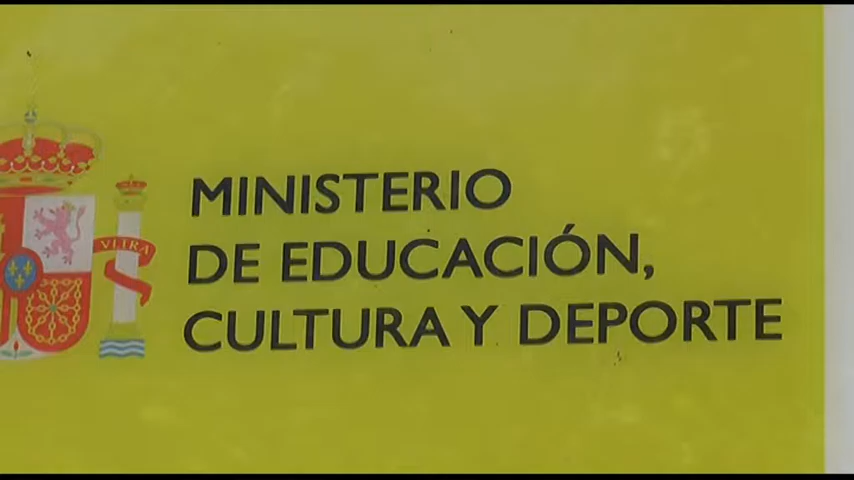 MINISTERIO
DE EDUCACIÓN,
CULTURA Y DEPORTE
VLTRA